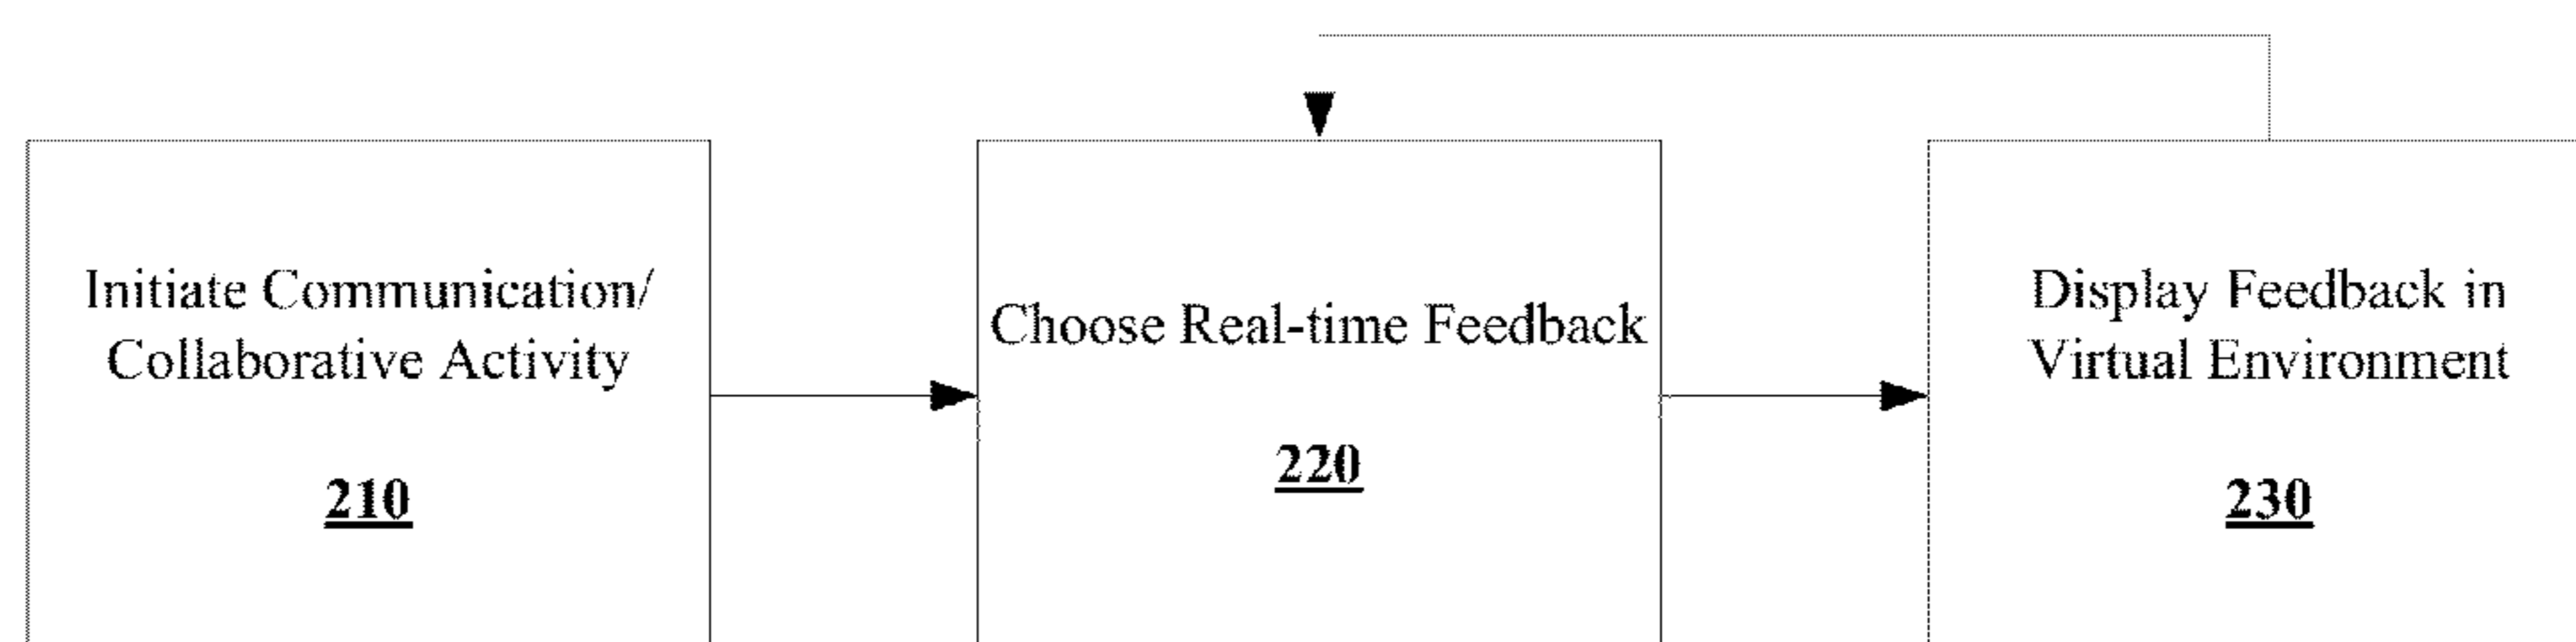 Initiate Communication/
Collaborative Activity
210
Choose Real-time Feedback
220
Display Feedback in
Virtual Environment
230